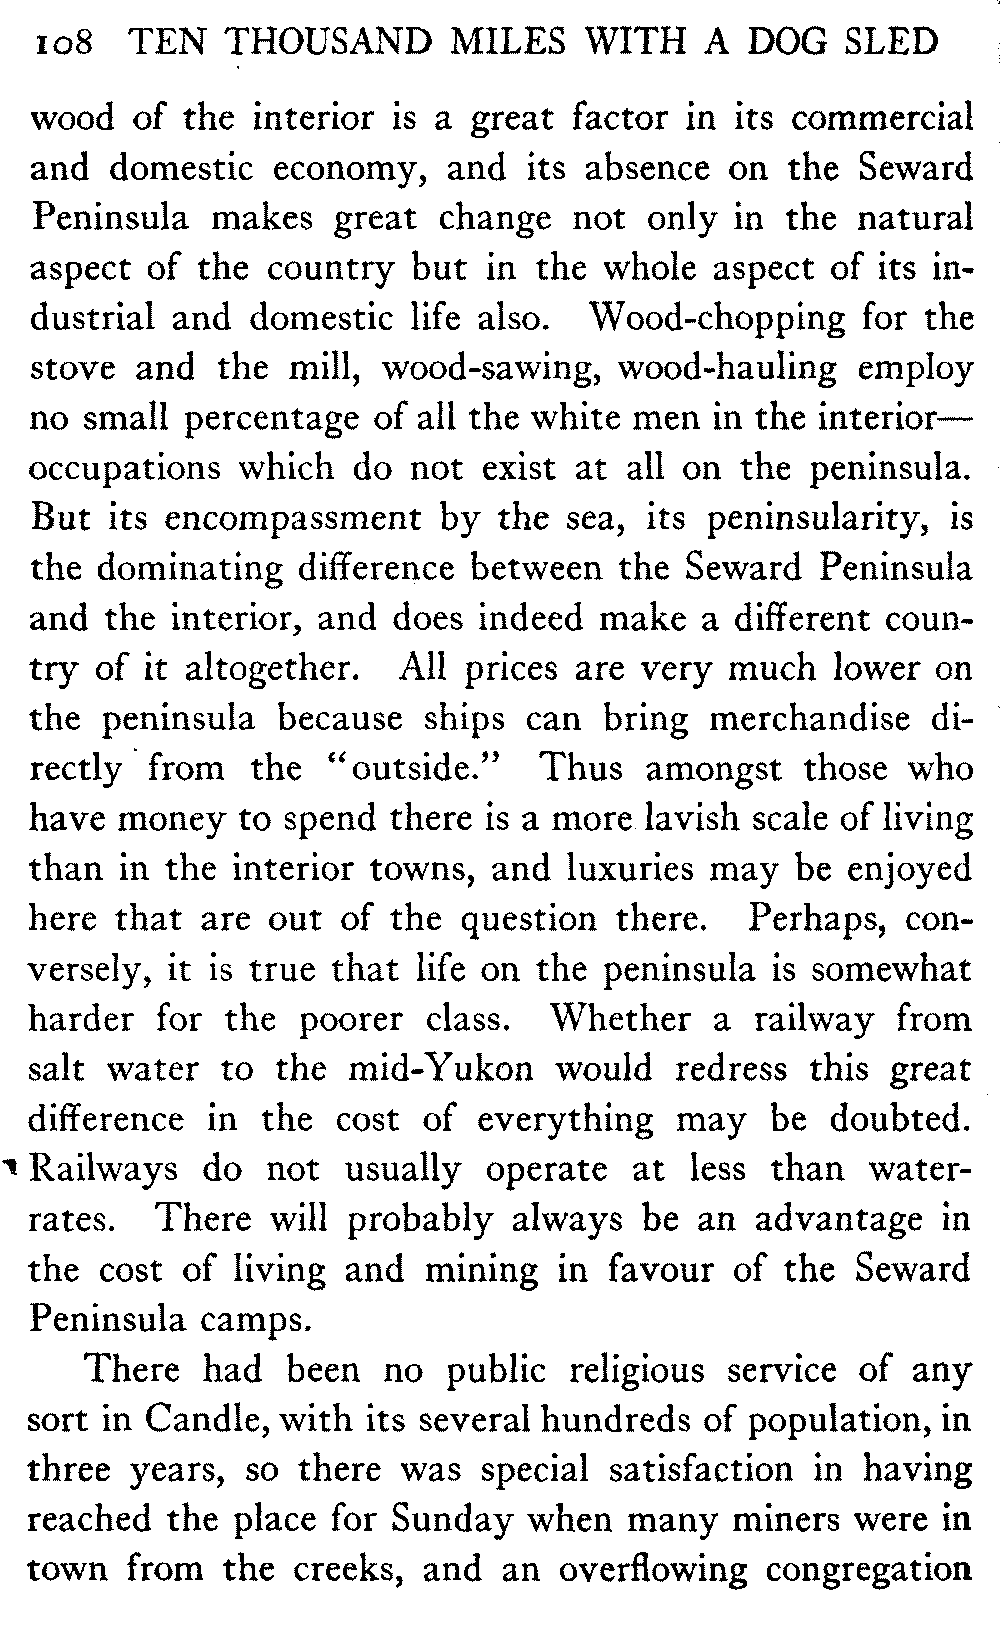 108 TEN THOUSAND MILES WITH A DOG SLED
wood of the interior is a great factor in its commercial
and domestic economy, and its absence on the Seward
Peninsula makes great change not only in the natural
aspect of the country but in the whole aspect of its in-
dustrial and domestic life also. Wood-chopping for the
stove and the mill, wood-sawing, wood-hauling employ
no small percentage of all the white men in the interior—
occupations which do not exist at all on the peninsula.
But its encompassment by the sea, its peninsularity, is
the dominating difference between the Seward Peninsula
and the interior, and does indeed make a different coun-
try of it altogether. All prices are very much lower on
the peninsula because ships can bring merchandise di-
rectly from the "outside." Thus amongst those who
have money to spend there is a more lavish scale of living
than in the interior towns, and luxuries may be enjoyed
here that are out of the question there. Perhaps, con-
versely, it is true that life on the peninsula is somewhat
harder for the poorer class. Whether a railway from
salt water to the mid-Yukon would redress this great
difference in the cost of everything may be doubted.
Railways do not usually operate at less than water-
rates. There will probably always be an advantage in
the cost of living and mining in favour of the Seward
Peninsula camps.
There had been no public religious service of any
sort in Candle, with its several hundreds of population, in
three years, so there was special satisfaction in having
reached the place for Sunday when many miners were in
town from the creeks, and an overflowing congregation